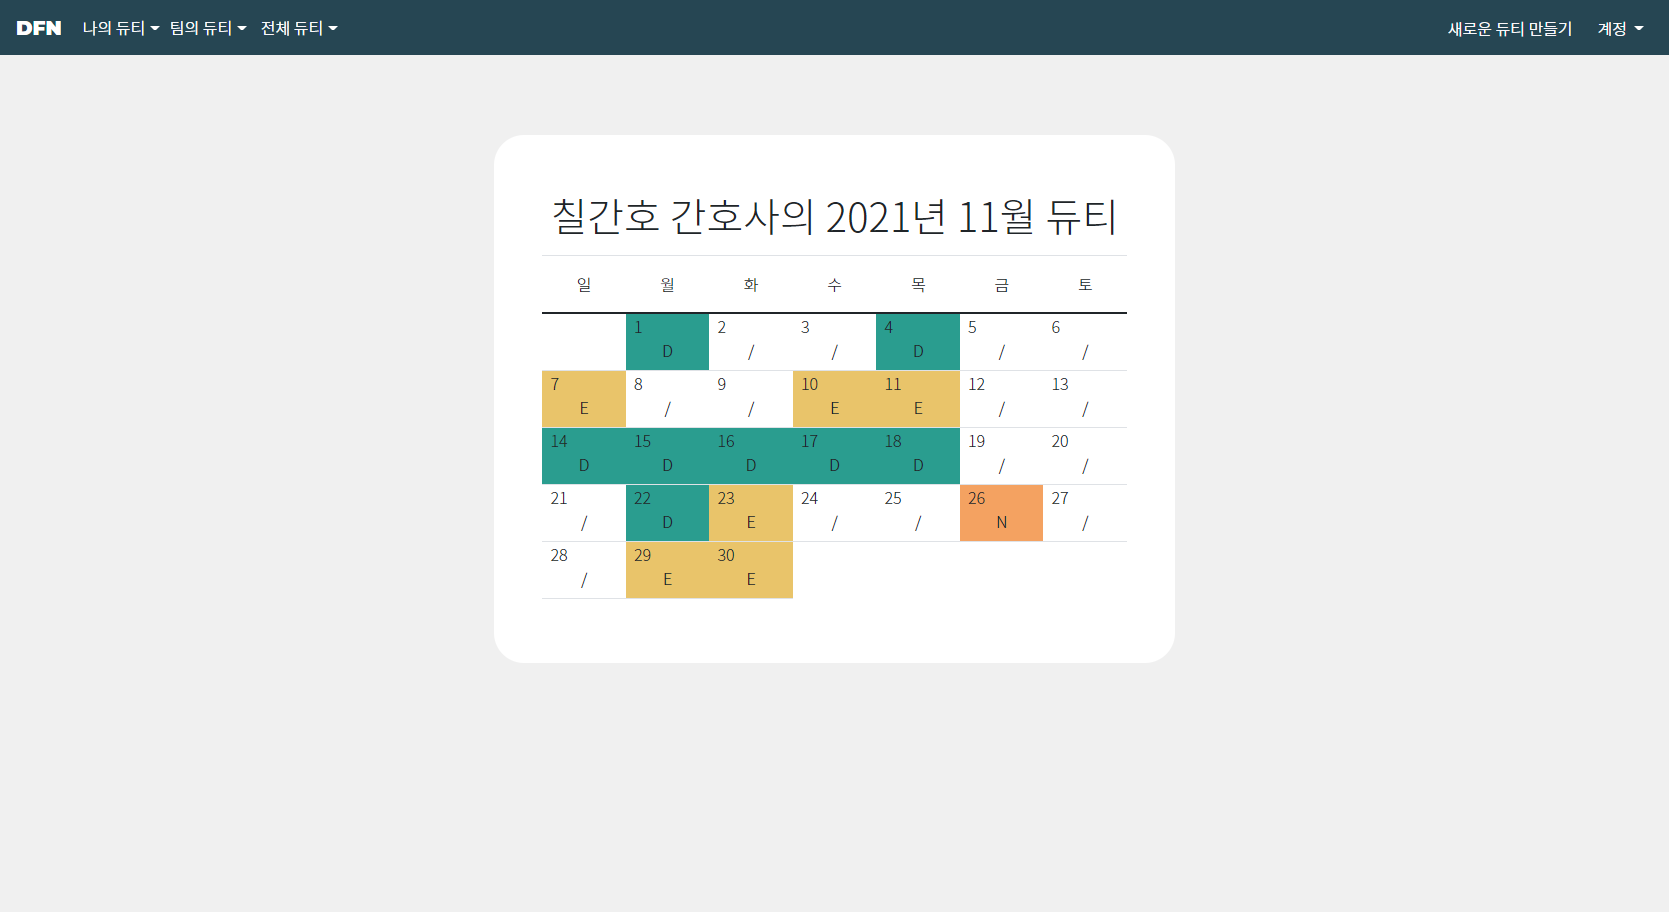 DFN 나의 듀티 팀의 듀티 전체 듀티 새로운 듀티 만들기 계정
칠간호 간호사의 2021년 11월 듀티
일 월 화 수 목 금 토
1 2 3 4 5 6
D / / D / /
7 8 9 10 11 12 13
E / / E E / /
14 15 16 17 18 19 20
D D D D D / /
21 22 23 24 25 26 27
/ D E / / N /
28 29 30
/ E E